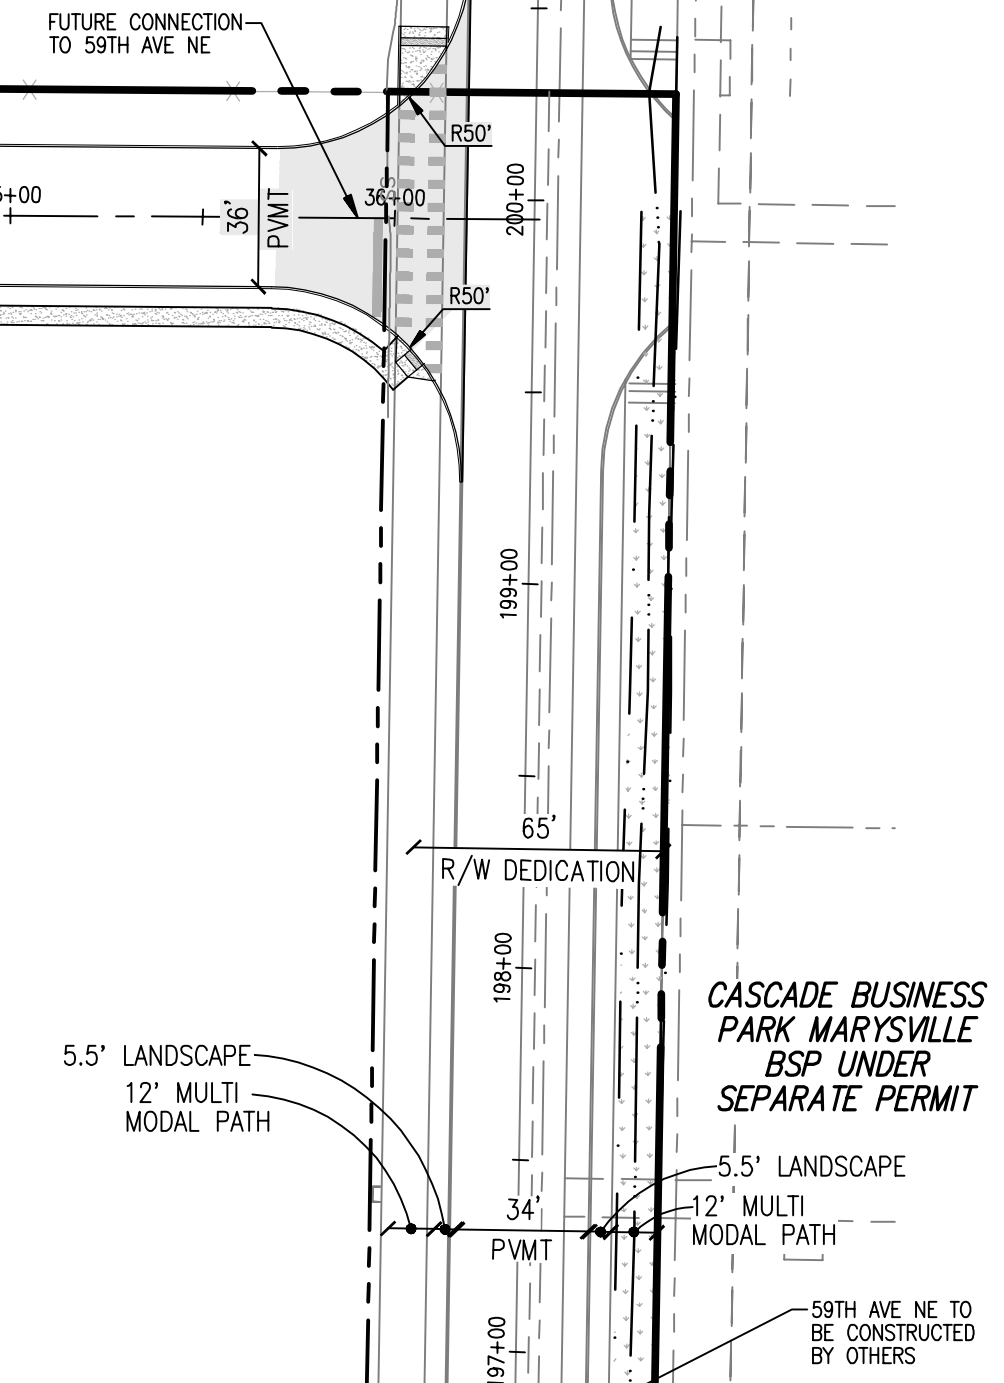 FUTURE CONNECTION
TO 59TH AVE NE
R50'
36'
PVMT
36+00
200+00
R50'
199+00
65'
R/W DEDICATION
198+00
CASCADE BUSINESS
PARK MARYSVILLE
BSP UNDER
SEPARATE PERMIT
5.5' LANDSCAPE
12' MULTI
MODAL PATH
5.5' LANDSCAPE
12' MULTI
MODAL PATH
34'
PVMT
59TH AVE NE TO
BE CONSTRUCTED
BY OTHERS
197+00